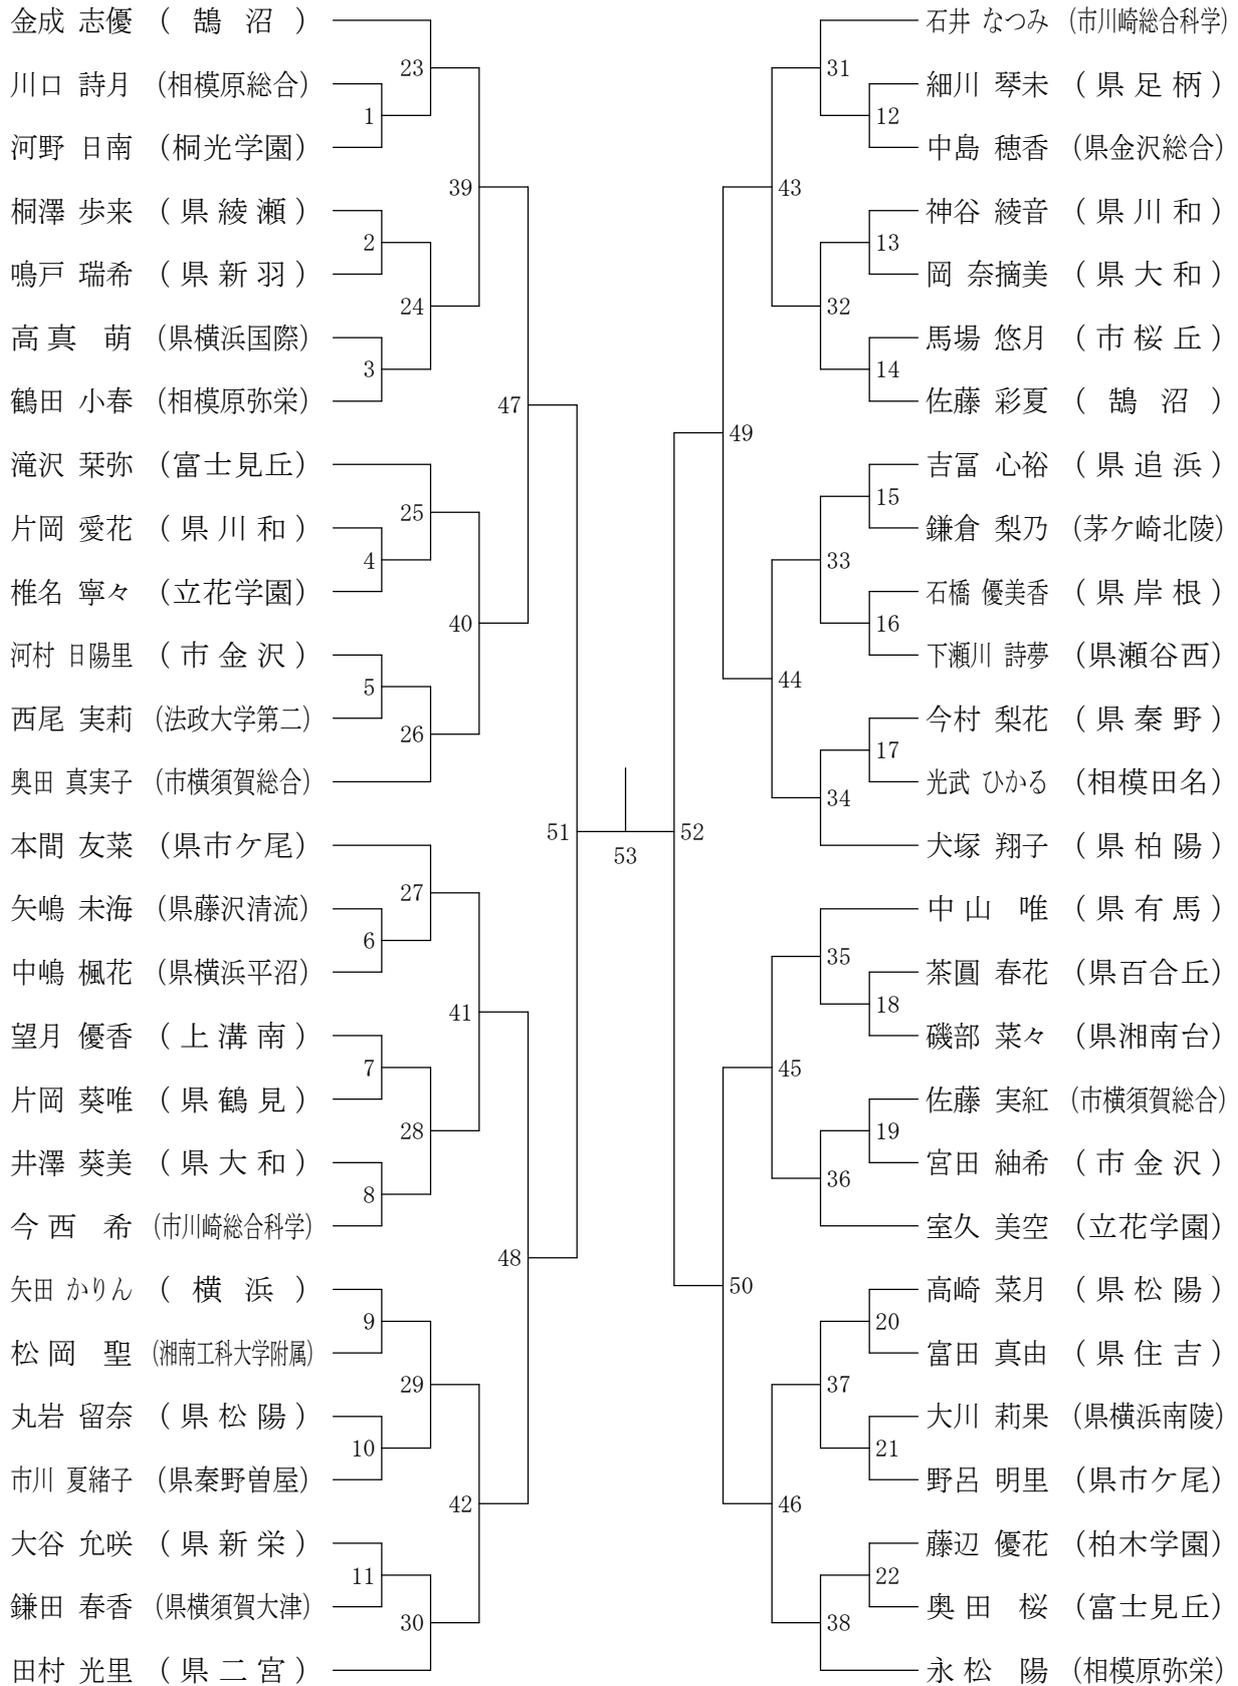 金成 志優 (鵠沼)
23
川口 詩月 (相模原総合)
1
河野 日南 (桐光学園)
39
桐澤 歩来 (県綾瀬)
2
鳴戸 瑞希 (県新羽)
24
高真 萌 (県横浜国際)
3
鶴田 小春 (相模原弥栄)
47
滝沢 栞弥 (富士見丘)
25
片岡 愛花 (県川和)
4
椎名 寧々 (立花学園)
40
河村 日陽里 (市金沢)
5
西尾 実莉 (法政大学第二)
26
奥田 真実子 (市横須賀総合)
51
本間 友菜 (県市ケ尾)
27
矢嶋 未海 (県藤沢清流)
6
中嶋 楓花 (県横浜平沼)
41
望月 優香 (上溝南)
7
片岡 葵唯 (県鶴見)
28
井澤 葵美 (県大和)
8
今西 希 (市川崎総合科学)
48
矢田 かりん (横浜)
9
松岡 聖 (湘南工科大学附属)
29
丸岩 留奈 (県松陽)
10
市川 夏緒子 (県秦野曽屋)
42
大谷 允咲 (県新栄)
11
鎌田 春香 (県横須賀大津)
30
田村 光里 (県二宮)
53
石井 なつみ (市川崎総合科学)
31
細川 琴未 (県足柄)
12
中島 穂香 (県金沢総合)
43
神谷 綾音 (県川和)
13
岡 奈摘美 (県大和)
32
馬場 悠月 (市桜丘)
14
佐藤 彩夏 (鵠沼)
49
吉冨 心裕 (県追浜)
15
鎌倉 梨乃 (茅ケ崎北陵)
33
石橋 優美香 (県岸根)
16
下瀬川 詩夢 (県瀬谷西)
44
今村 梨花 (県秦野)
17
光武 ひかる (相模田名)
34
犬塚 翔子 (県柏陽)
52
中山 唯 (県有馬)
35
茶圓 春花 (県百合丘)
18
磯部 菜々 (県湘南台)
45
佐藤 実紅 (市横須賀総合)
19
宮田 紬希 (市金沢)
36
室久 美空 (立花学園)
50
高崎 菜月 (県松陽)
20
富田 真由 (県住吉)
37
大川 莉果 (県横浜南陵)
21
野呂 明里 (県市ケ尾)
46
藤辺 優花 (柏木学園)
22
奥田 桜 (富士見丘)
38
永松 陽 (相模原弥栄)